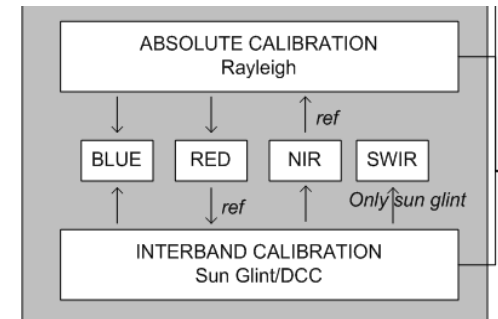 ABSOLUTE CALIBRATION
Rayleigh
ref
BLUE RED NIR SWIR
ref Only sun glint
INTERBAND CALIBRATION
Sun Glint/DCC